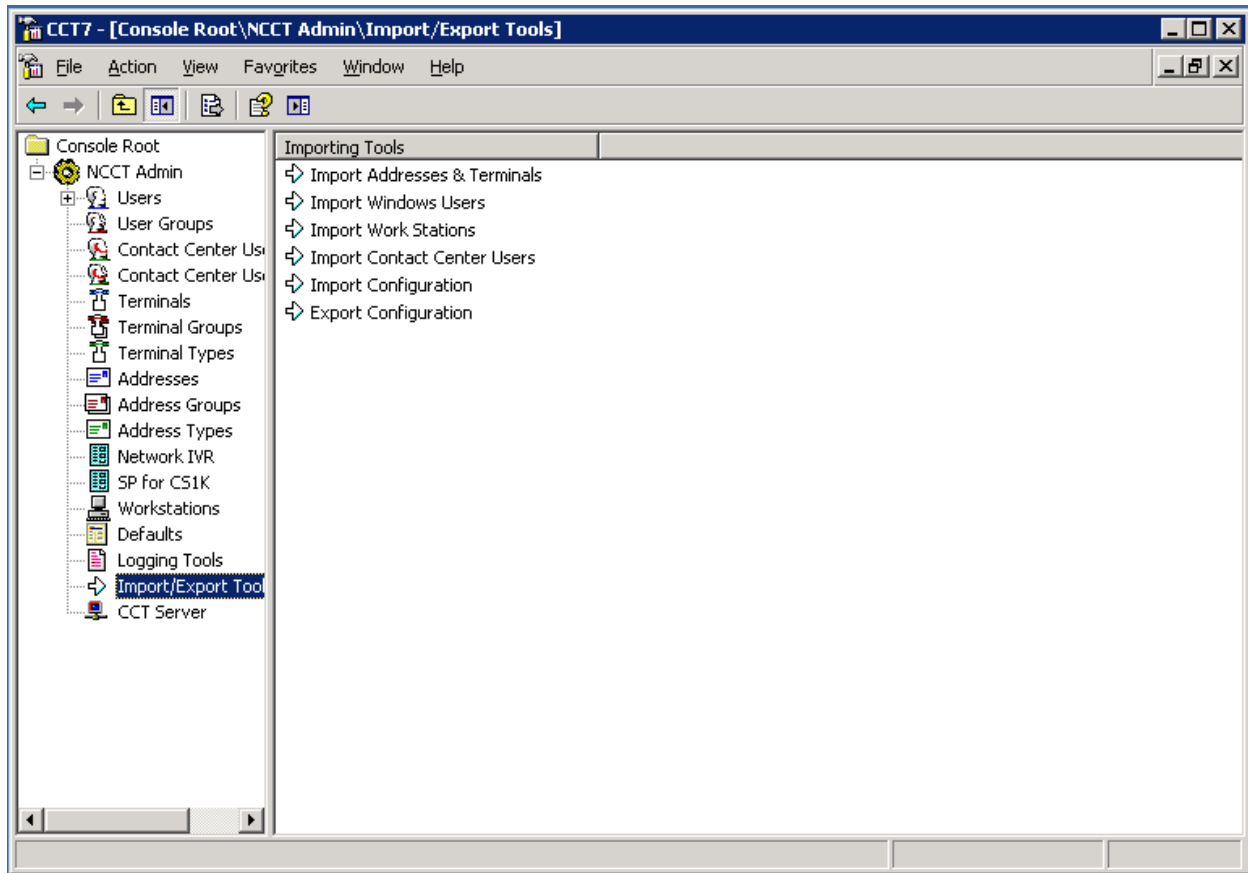 CCT7 - [Console Root\NCCT Admin\Import/Export Tools]
File Action View Favorites Window Help
Console Root
NCCT Admin
Users
User Groups
Contact Center Us
Contact Center Us
Terminals
Terminal Groups
Terminal Types
Addresses
Address Groups
Address Types
Network IVR
SP for CS1K
Workstations
Defaults
Logging Tools
Import/Export Tool
CCT Server
Importing Tools
Import Addresses & Terminals
Import Windows Users
Import Work Stations
Import Contact Center Users
Import Configuration
Export Configuration